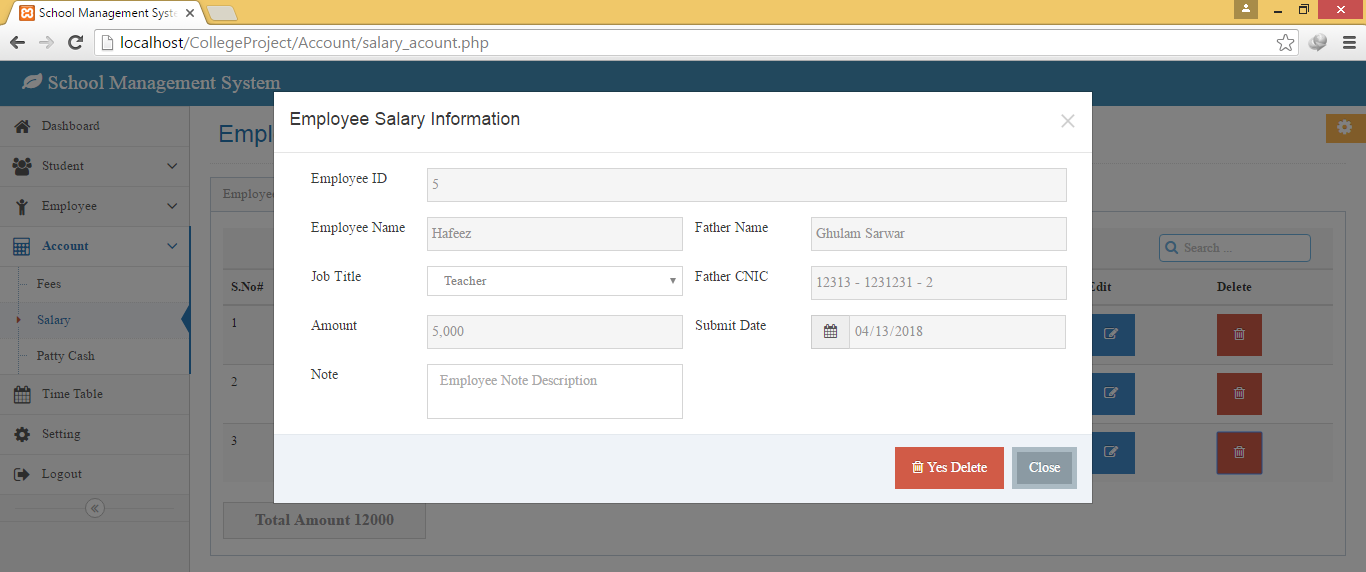 School Management Syst
localhost/CollegeProject/Account/salary_acount.php
School Management System
Dashboard
Student
Employee
Account
Fees
Salary
Patty Cash
Time Table
Setting
Logout
Empl
Employee
Search ...
S.No# Edit Delete
1
2
3
Total Amount 12000
Employee Salary Information
Employee ID 5
Employee Name Hafeez Father Name Ghulam Sarwar
Job Title Teacher Father CNIC 12313 - 1231231 - 2
Amount 5,000 Submit Date 04/13/2018
Note Employee Note Description
Yes Delete Close